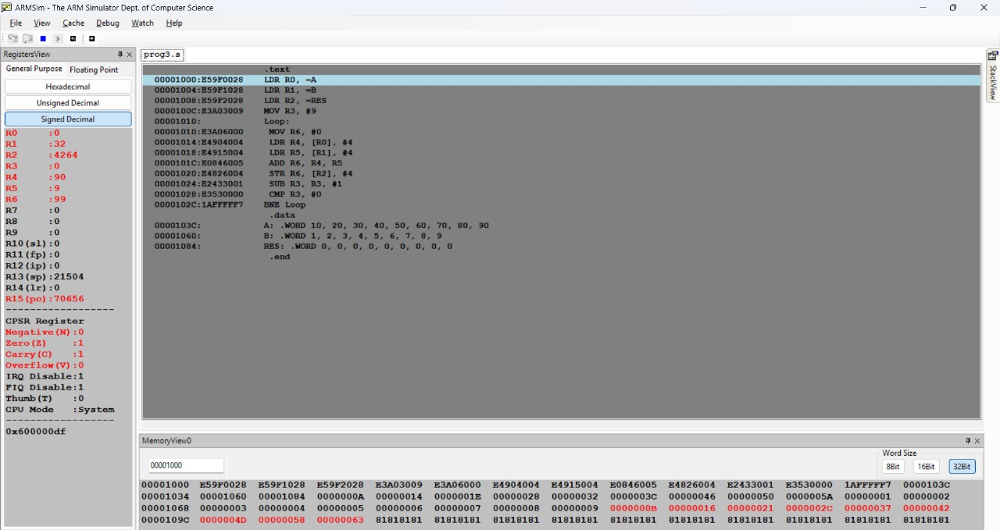 ARMSim - The ARM Simulator Dept. of Computer Science
File View Cache Debug Watch Help
RegistersView
General Purpose Floating Point
Hexadecimal
Unsigned Decimal
Signed Decimal
R0 :0
R1 :32
R2 :4264
R3 :0
R4 :90
R5 :9
R6 :99
R7 :0
R8 :0
R9 :0
R10(sl):0
R11(fp):0
R12(ip):0
R13(sp):21504
R14(lr):0
R15(pc):70656
------------------
CPSR Register
Negative(N):0
Zero(Z) :1
Carry(C) :1
Overflow(V):0
IRQ Disable:1
FIQ Disable:1
Thumb(T) :0
CPU Mode :System
------------------
0x600000df
prog3.s
.text
00001000:E59F0028 LDR R0, =A
00001004:E59F1028 LDR R1, =B
00001008:E59F2028 LDR R2, =RES
0000100C:E3A03009 MOV R3, #9
00001010: Loop:
00001010:E3A06000 MOV R6, #0
00001014:E4904004 LDR R4, [R0], #4
00001018:E4915004 LDR R5, [R1], #4
0000101C:E0846005 ADD R6, R4, R5
00001020:E4826004 STR R6, [R2], #4
00001024:E2433001 SUB R3, R3, #1
00001028:E3530000 CMP R3, #0
0000102C:1AFFFFF7 BNE Loop
.data
0000103C: A: .WORD 10, 20, 30, 40, 50, 60, 70, 80, 90
00001060: B: .WORD 1, 2, 3, 4, 5, 6, 7, 8, 9
00001084: RES: .WORD 0, 0, 0, 0, 0, 0, 0, 0, 0
.end
StackView
MemoryView0
00001000
Word Size
8Bit 16Bit 32Bit
00001000 E59F0028 E59F1028 E59F2028 E3A03009 E3A06000 E4904004 E4915004 E0846005 E4826004 E2433001 E3530000 1AFFFFF7 0000103C
00001034 00001060 00001084 0000000A 00000014 0000001E 00000028 00000032 0000003C 00000046 00000050 0000005A 00000001 00000002
00001068 00000003 00000004 00000005 00000006 00000007 00000008 00000009 0000000B 00000016 00000021 0000002C 00000037 00000042
0000109C 0000004D 00000058 00000063 81818181 81818181 81818181 81818181 81818181 81818181 81818181 81818181 81818181 81818181